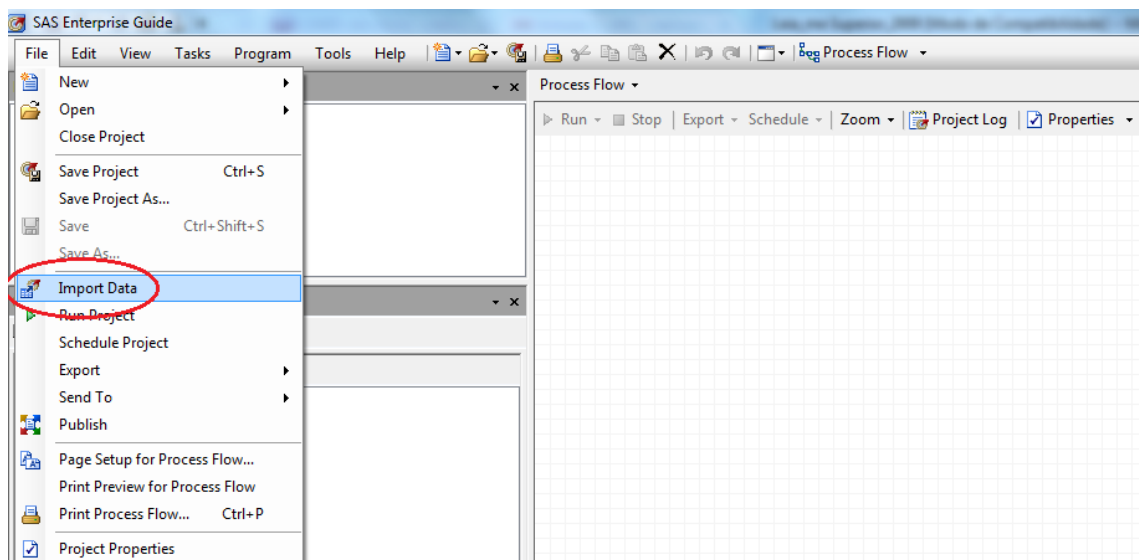 SAS Enterprise Guide
File Edit View Tasks Program Tools Help Process Flow
New
Process Flow
Open
Run Stop Export Schedule Zoom Project Log Properties
Close Project
Save Project Ctrl+S
Save Project As...
Save Ctrl+Shift+S
Save As...
Import Data
Run Project
Schedule Project
Export
Send To
Publish
Page Setup for Process Flow...
Print Preview for Process Flow
Print Process Flow... Ctrl+P
Project Properties